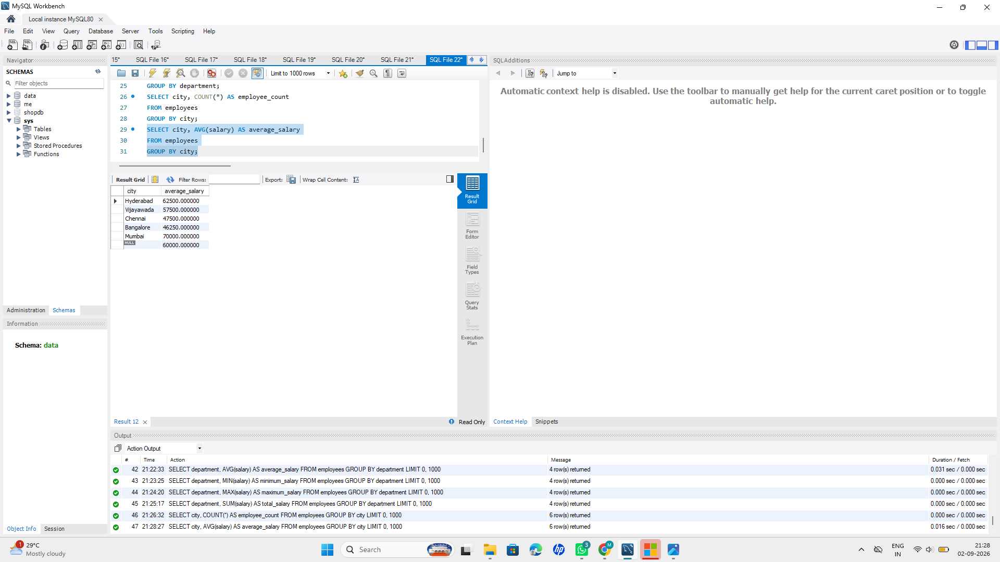 MySQL Workbench
Local instance MySQL80
File Edit View Query Database Server Tools Scripting Help
Navigator
SCHEMAS
Filter objects
data
me
shopdb
sys
Tables
Views
Stored Procedures
Functions
Administration Schemas
Information
Schema: data
Object Info Session
15* SQL File 16* SQL File 17* SQL File 18* SQL File 19* SQL File 20* SQL File 21* SQL File 22*
Limit to 1000 rows
25 GROUP BY department;
26 SELECT city, COUNT(*) AS employee_count
27 FROM employees
28 GROUP BY city;
29 SELECT city, AVG(salary) AS average_salary
30 FROM employees
31 GROUP BY city;
Result Grid Filter Rows: Export: Wrap Cell Content:
city average_salary
Hyderabad 62500.000000
Vijayawada 57500.000000
Chennai 47500.000000
Bangalore 46250.000000
Mumbai 70000.000000
NULL 60000.000000
Result
Grid
Form
Editor
Field
Types
Query
Stats
Execution
Plan
Result 12 Read Only
SQLAdditions
Jump to
Automatic context help is disabled. Use the toolbar to manually get help for the current caret position or to toggle
automatic help.
Context Help Snippets
Output
Action Output
# Time Action Message Duration / Fetch
42 21:22:33 SELECT department, AVG(salary) AS average_salary FROM employees GROUP BY department LIMIT 0, 1000 4 row(s) returned 0.031 sec / 0.000 sec
43 21:23:25 SELECT department, MIN(salary) AS minimum_salary FROM employees GROUP BY department LIMIT 0, 1000 4 row(s) returned 0.000 sec / 0.000 sec
44 21:24:20 SELECT department, MAX(salary) AS maximum_salary FROM employees GROUP BY department LIMIT 0, 1000 4 row(s) returned 0.000 sec / 0.000 sec
45 21:25:17 SELECT department, SUM(salary) AS total_salary FROM employees GROUP BY department LIMIT 0, 1000 4 row(s) returned 0.000 sec / 0.000 sec
46 21:26:32 SELECT city, COUNT(*) AS employee_count FROM employees GROUP BY city LIMIT 0, 1000 6 row(s) returned 0.000 sec / 0.000 sec
47 21:28:27 SELECT city, AVG(salary) AS average_salary FROM employees GROUP BY city LIMIT 0, 1000 6 row(s) returned 0.016 sec / 0.000 sec
1
29°C
Mostly cloudy
Search
hp
3
M
ENG
IN
21:28
02-09-2026